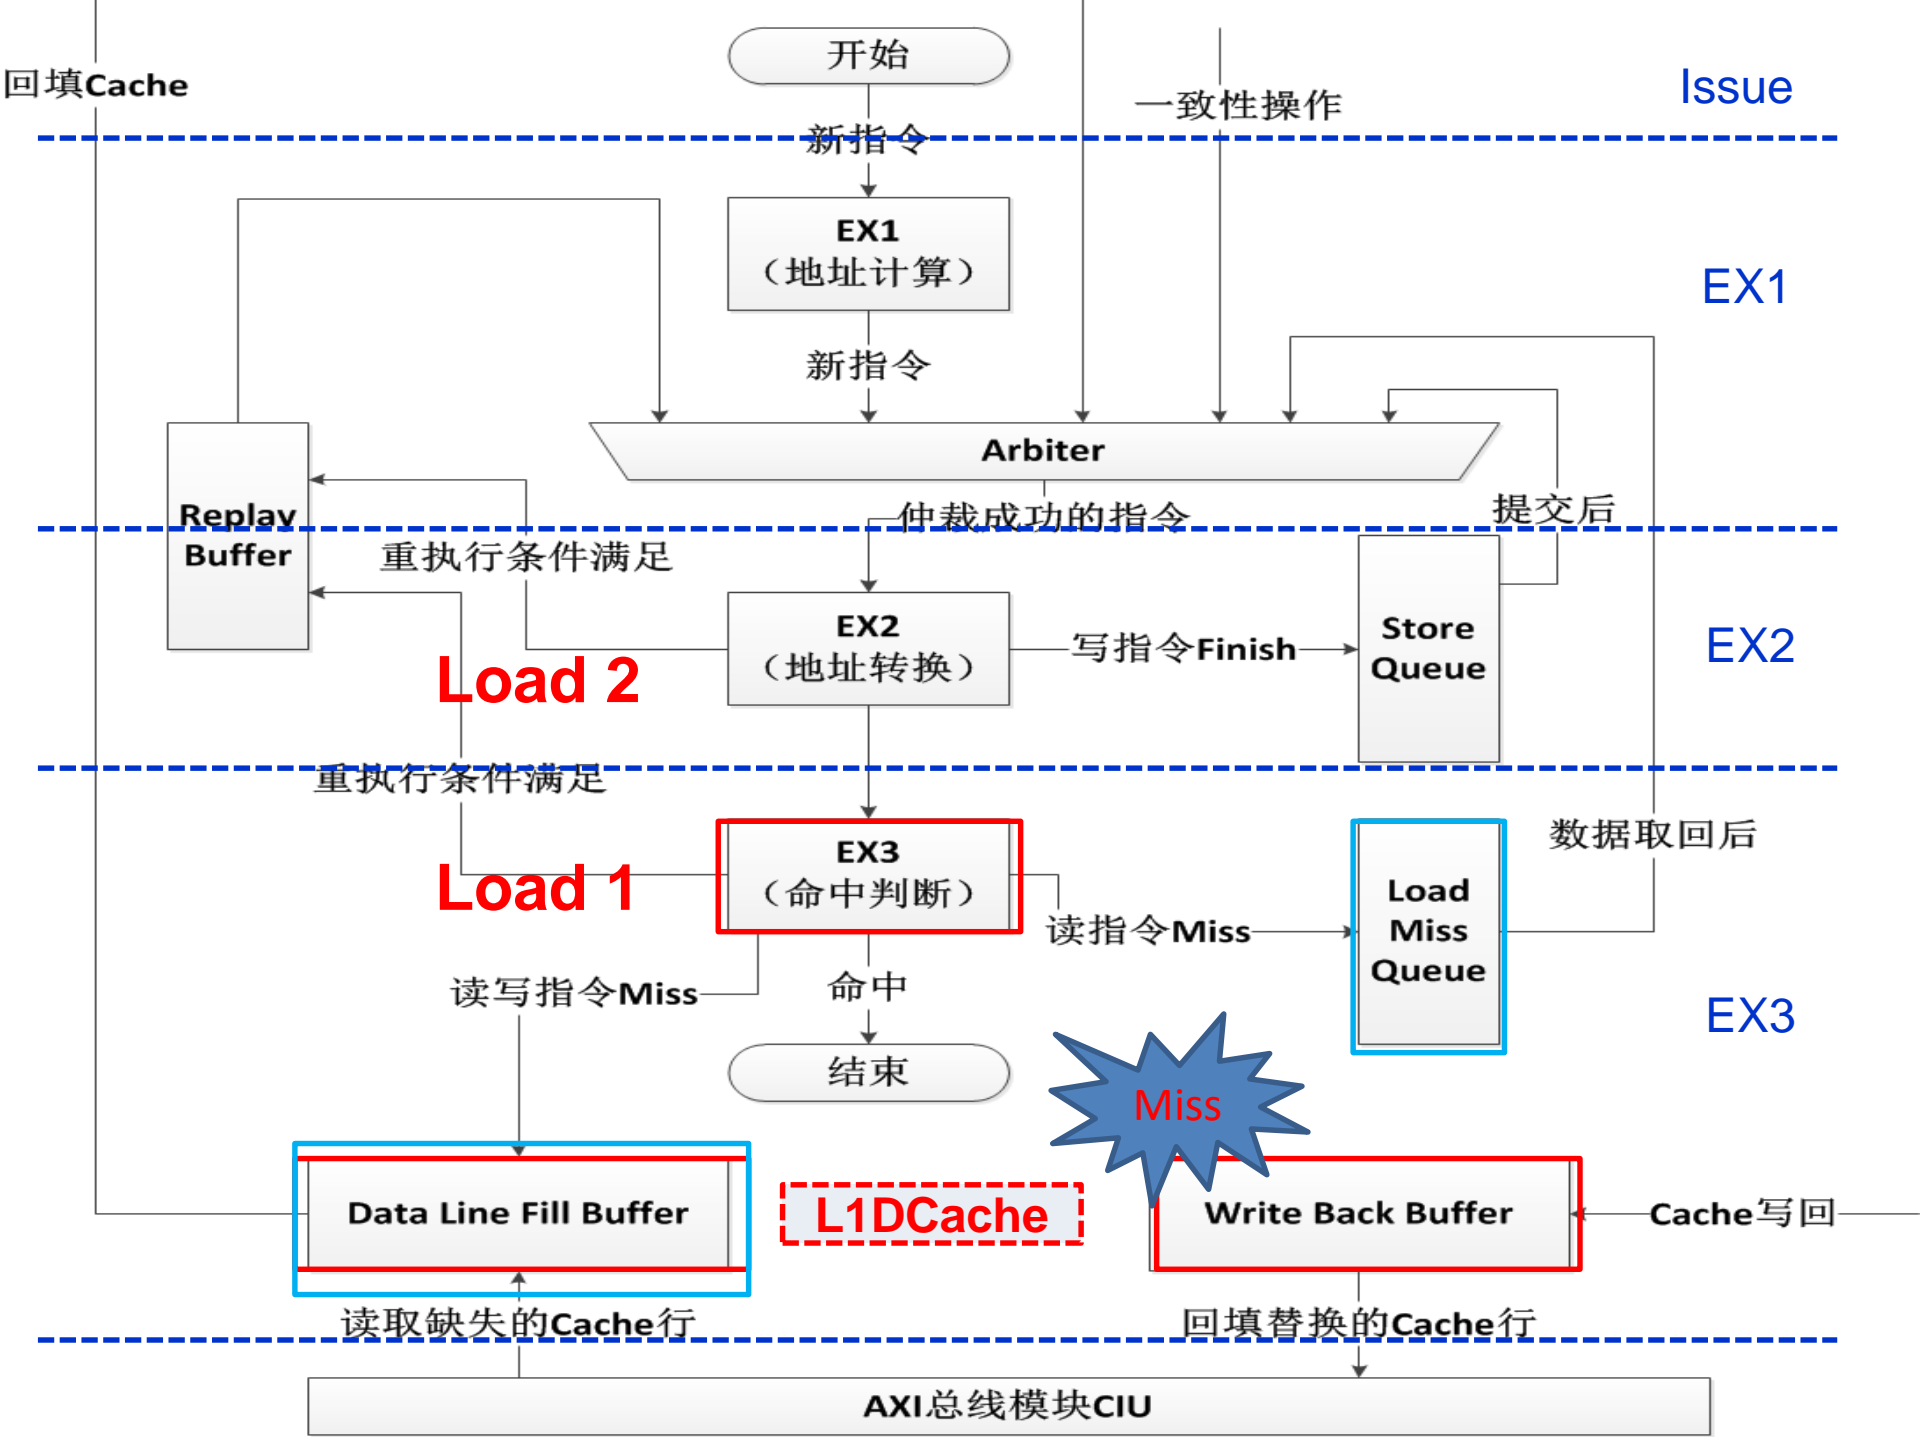 开始
回填Cache
一致性操作
Issue
新指令
EX1
（地址计算）
EX1
新指令
Arbiter
仲裁成功的指令
提交后
Replay
Buffer
重执行条件满足
EX2
（地址转换）
写指令Finish
Store
Queue
EX2
Load 2
重执行条件满足
EX3
（命中判断）
Load 1
数据取回后
Load
Miss
Queue
读指令Miss
读写指令Miss
命中
EX3
结束
Miss
Data Line Fill Buffer
L1DCache
Write Back Buffer
Cache写回
读取缺失的Cache行
回填替换的Cache行
AXI总线模块CIU